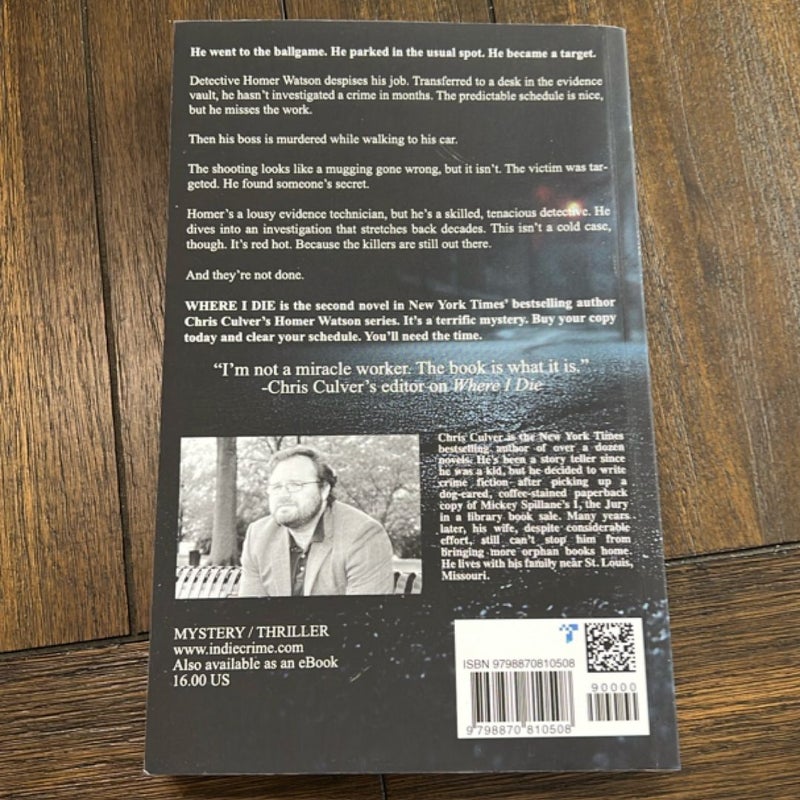 He went to the ballgame. He parked in the usual spot. He became a target.
Detective Homer Watson despises his job. Transferred to a desk in the evidence
vault, he hasn't investigated a crime in months. The predictable schedule is nice,
but he misses the work.
Then his boss is murdered while walking to his car.
The shooting looks like a mugging gone wrong, but it isn't. The victim was tar-
geted. He found someone's secret.
Homer's a lousy evidence technician, but he's a skilled, tenacious detective. He
dives into an investigation that stretches back decades. This isn't a cold case,
though. It's red hot. Because the killers are still out there.
And they're not done.
WHERE I DIE is the second novel in New York Times' bestselling author
Chris Culver's Homer Watson series. It's a terrific mystery. Buy your copy
today and clear your schedule. You'll need the time.
“I'm not a miracle worker. The book is what it is.”
-Chris Culver's editor on Where I Die
Chris Culver is the New York Times
bestselling author of over a dozen
novels. He's been a story teller since
he was a kid, but he decided to write
crime fiction after picking up a
dog-eared, coffee-stained paperback
copy of Mickey Spillane's I, the Jury
in a library book sale. Many years
later, his wife, despite considerable
effort, still can't stop him from
bringing more orphan books home.
He lives with his family near St. Louis,
Missouri.
MYSTERY / THRILLER
www.indiecrime.com
Also available as an eBook
16.00 US
ISBN 9798870810508
90000
9 798870 810508